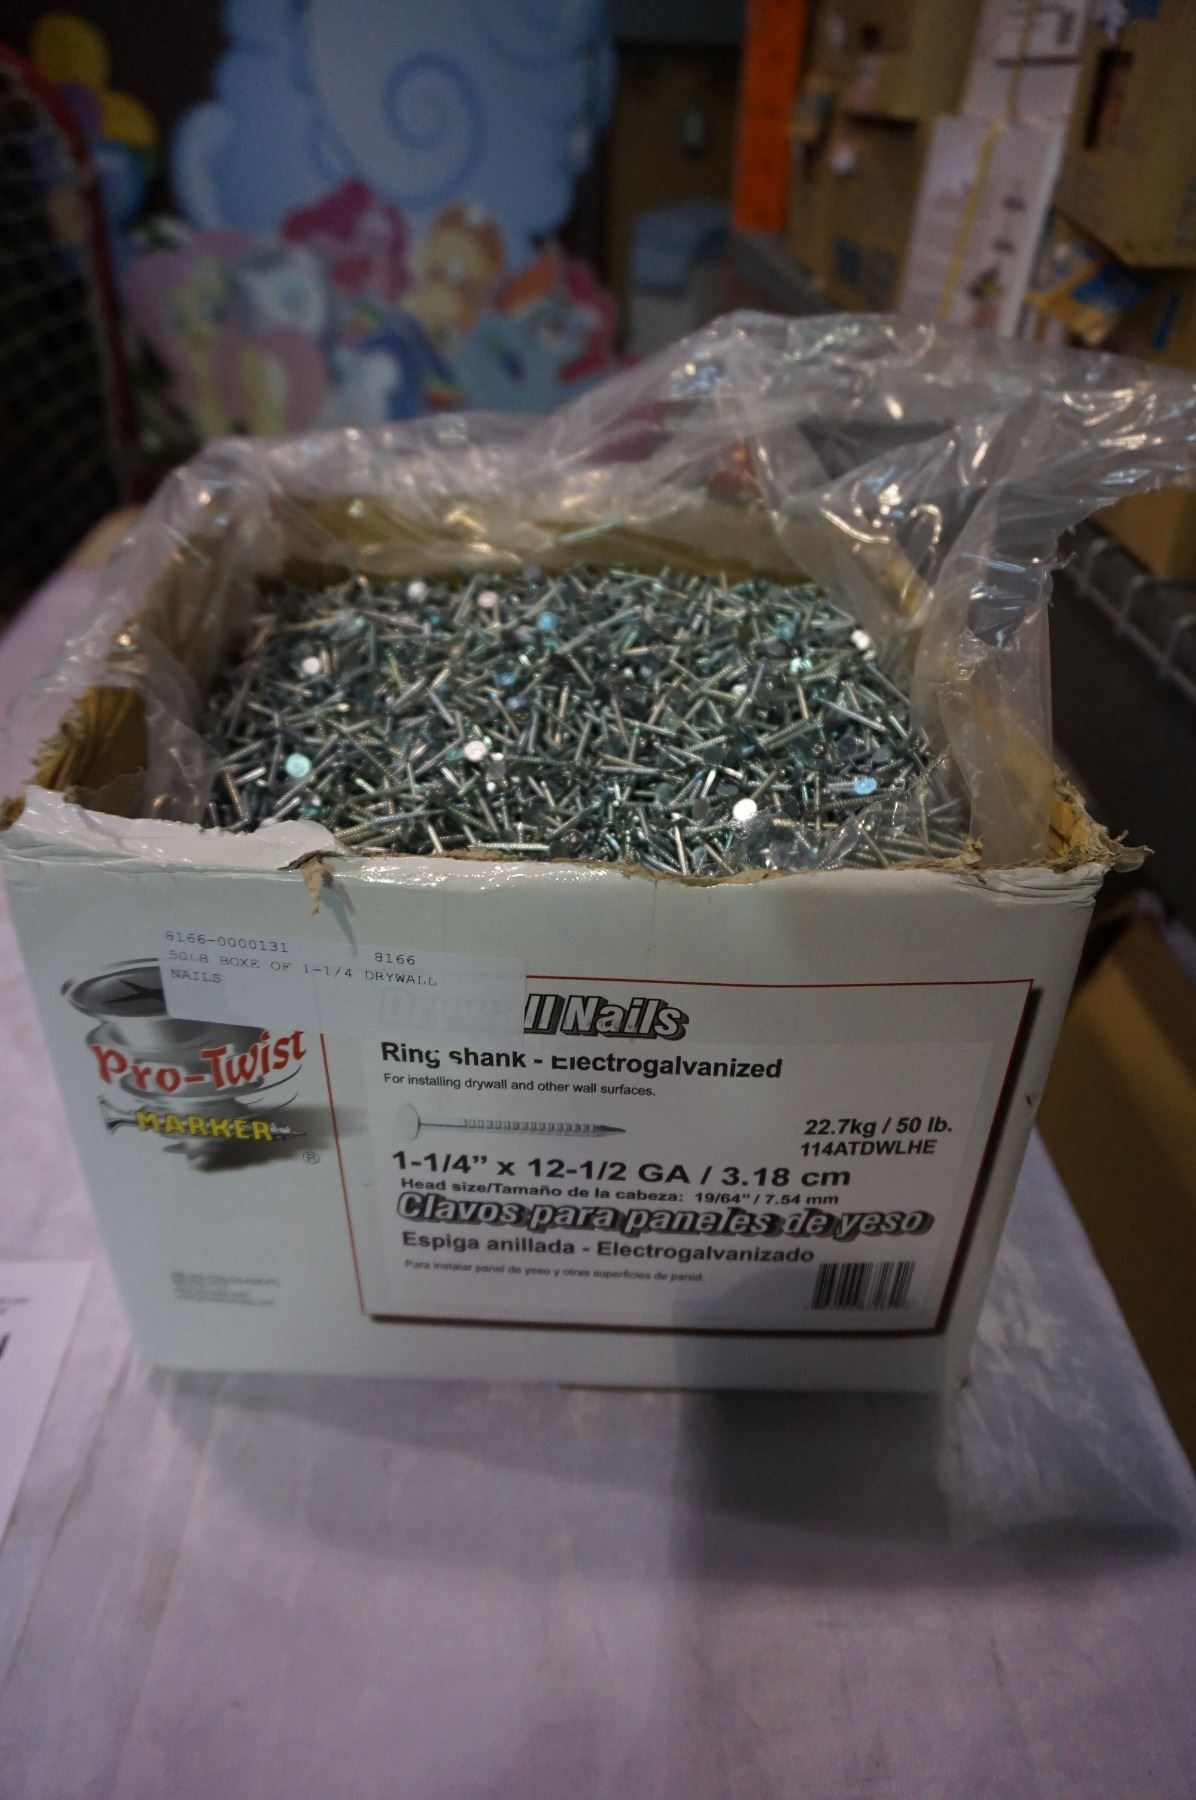 8166-0000131
8166
50LB BOXE OF 1-1/4 DRYWALL
NAILS
Drywall Nails
Pro-Twist
MARKER
®
Ring shank - Electrogalvanized
For installing drywall and other wall surfaces.
22.7kg / 50 lb.
114ATDWLHE
1-1/4" x 12-1/2 GA / 3.18 cm
Head size/Tamaño de la cabeza: 19/64" / 7.54 mm
Clavos para paneles de yeso
Espiga anillada - Electrogalvanizado
Para instalar panel de yeso y otras superficies de pared.